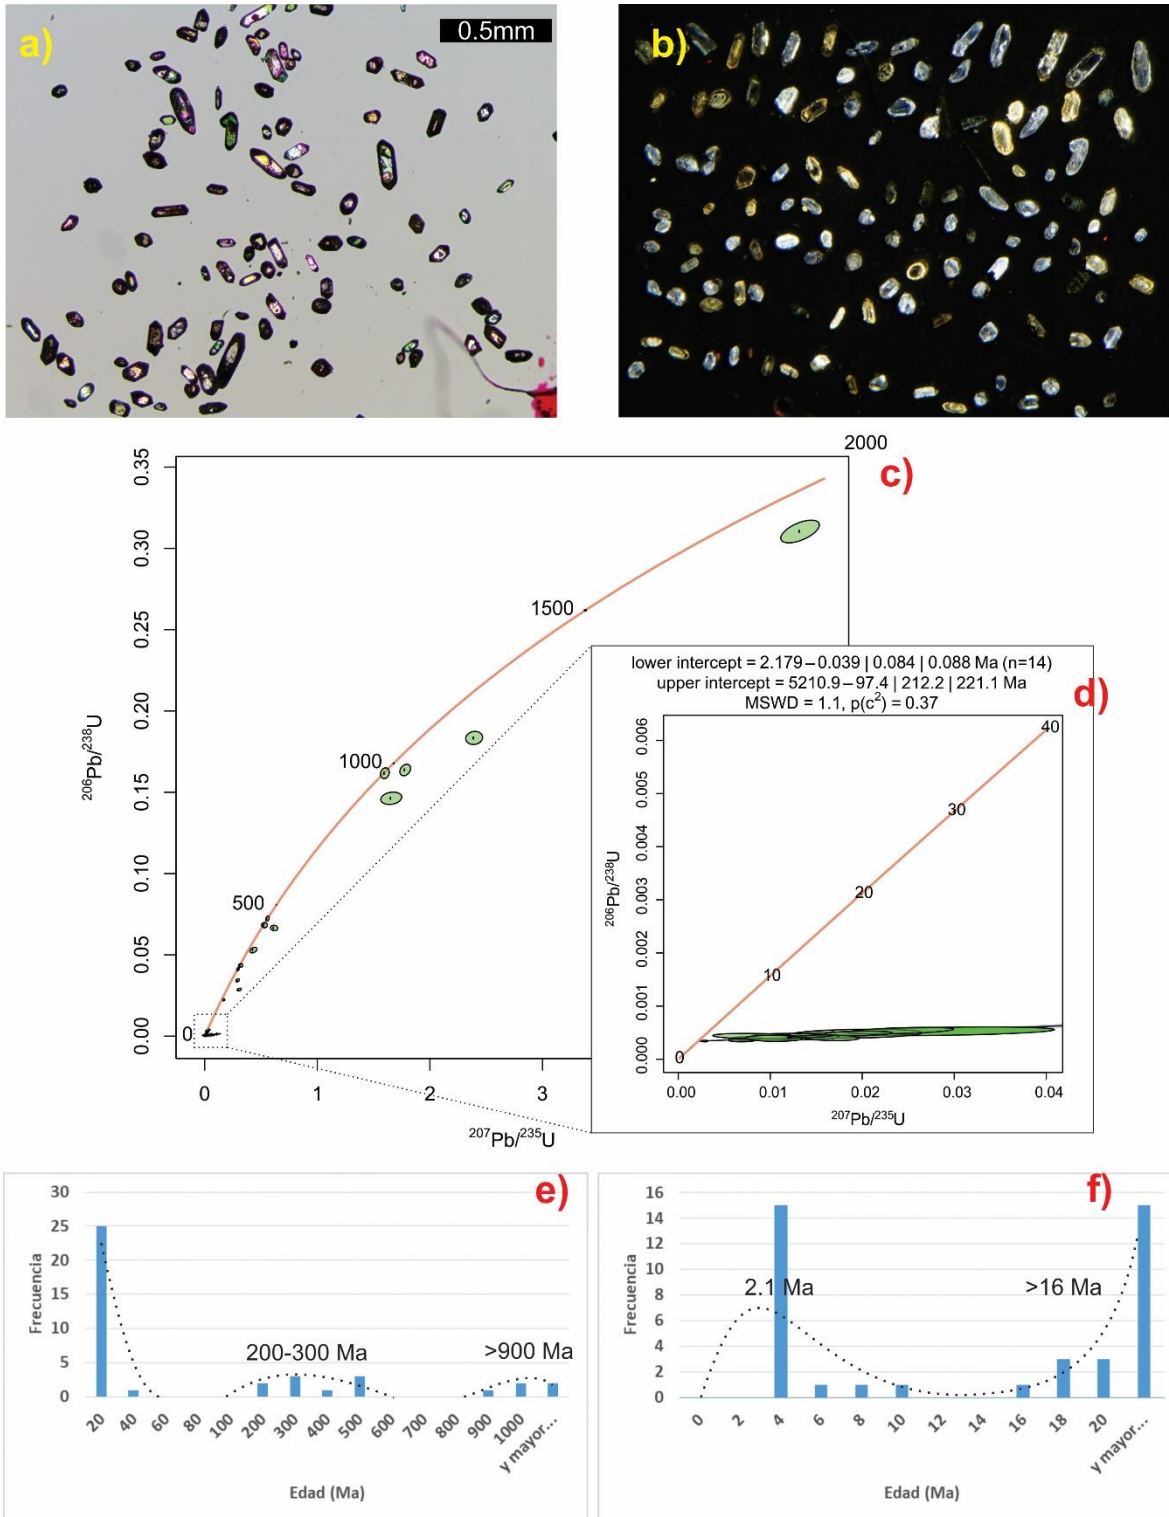 a)
0.5mm
b)
2000
c)
0.35
0.30
0.25
0.20
0.15
0.10
0.05
0.00
206Pb/238U
1500
1000
500
0
0 1 2 3
207Pb/235U
lower intercept = 2.179 – 0.039 | 0.084 | 0.088 Ma (n=14)
upper intercept = 5210.9 – 97.4 | 212.2 | 221.1 Ma
MSWD = 1.1, p(c2) = 0.37
d)
0.006
0.005
0.004
0.003
0.002
0.001
0.000
206Pb/238U
40
30
20
10
0
0.00 0.01 0.02 0.03 0.04
207Pb/235U
e)
30
25
20
15
10
5
0
Frecuencia
200-300 Ma
>900 Ma
20 40 60 80 100 200 300 400 500 600 700 800 900 1000 y mayor...
Edad (Ma)
f)
16
14
12
10
8
6
4
2
0
Frecuencia
2.1 Ma
>16 Ma
0 2 4 6 8 10 12 14 16 18 20 y mayor...
Edad (Ma)